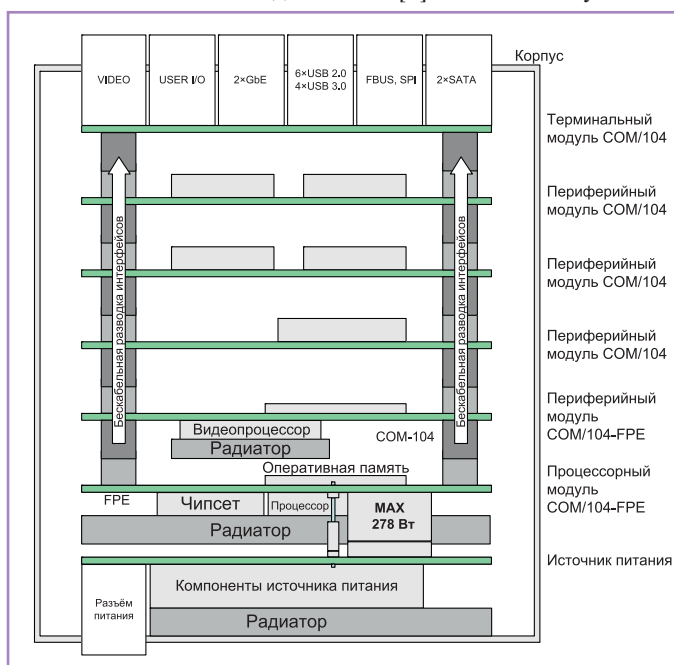 Корпус
VIDEO
USER I/O
2×GbE
6×USB 2.0
4×USB 3.0
FBUS, SPI
2×SATA
Терминальный
модуль COM/104
Периферийный
модуль COM/104
Периферийный
модуль COM/104
Бескабельная разводка интерфейсов
Бескабельная разводка интерфейсов
Периферийный
модуль COM/104
Периферийный
модуль
COM/104-FPE
Видеопроцессор
COM-104
Радиатор
Оперативная память
Процессорный
модуль
COM/104-FPE
FPE
Чипсет
Процессор
MAX
278 Вт
Радиатор
Источник питания
Компоненты источника питания
Разъём
питания
Радиатор